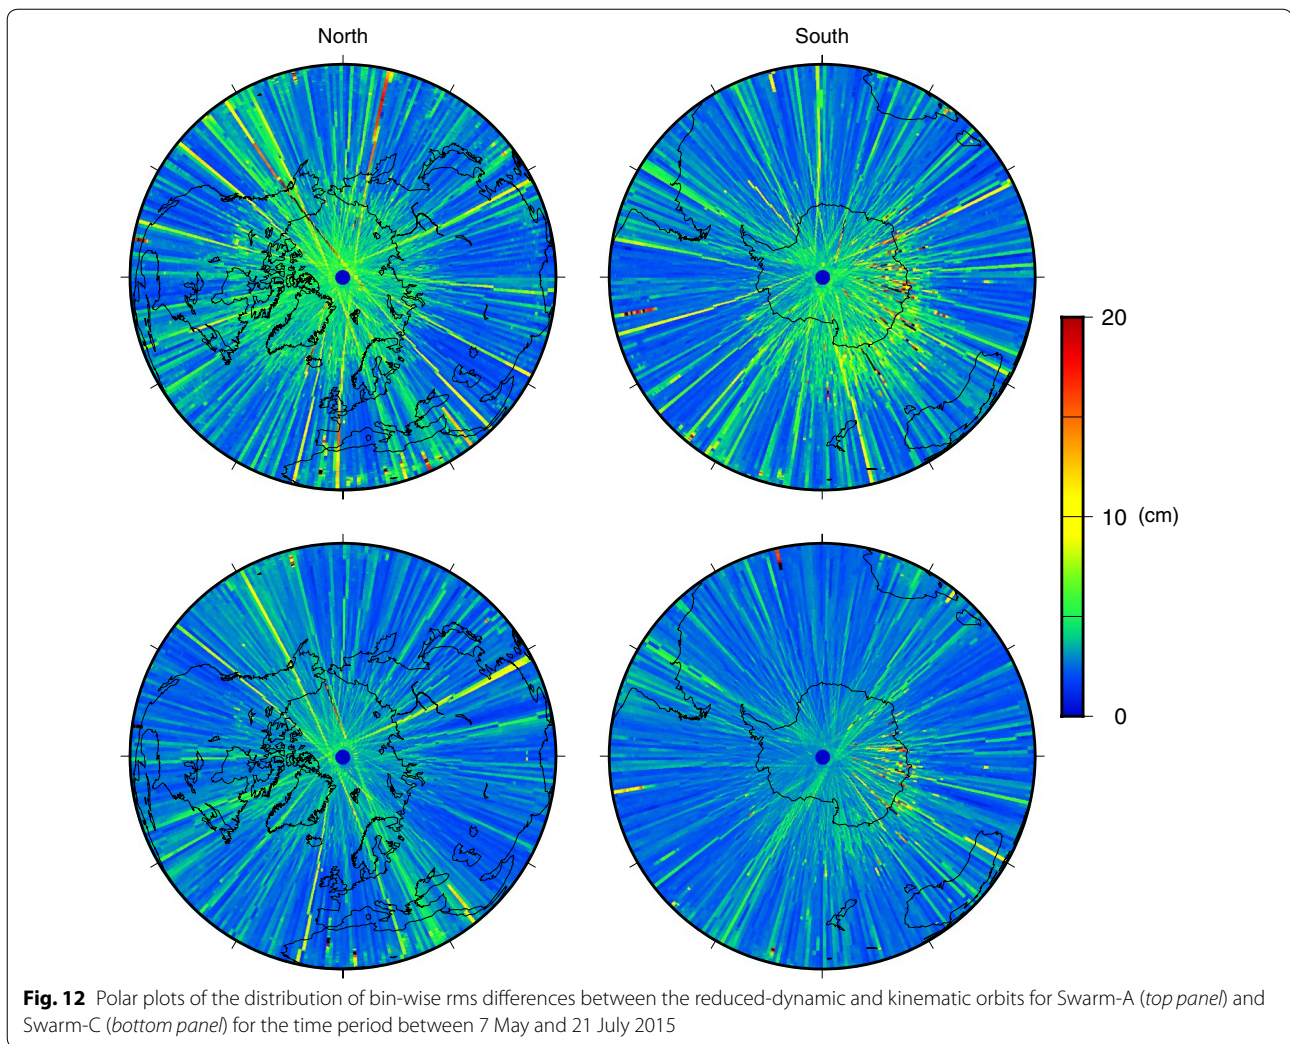 North South
20
10 (cm)
0
Fig. 12 Polar plots of the distribution of bin-wise rms differences between the reduced-dynamic and kinematic orbits for Swarm-A (top panel) and
Swarm-C (bottom panel) for the time period between 7 May and 21 July 2015